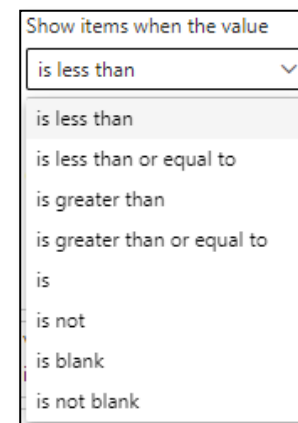 Show items when the value
is less than
is less than
is less than or equal to
is greater than
is greater than or equal to
is
is not
is blank
is not blank